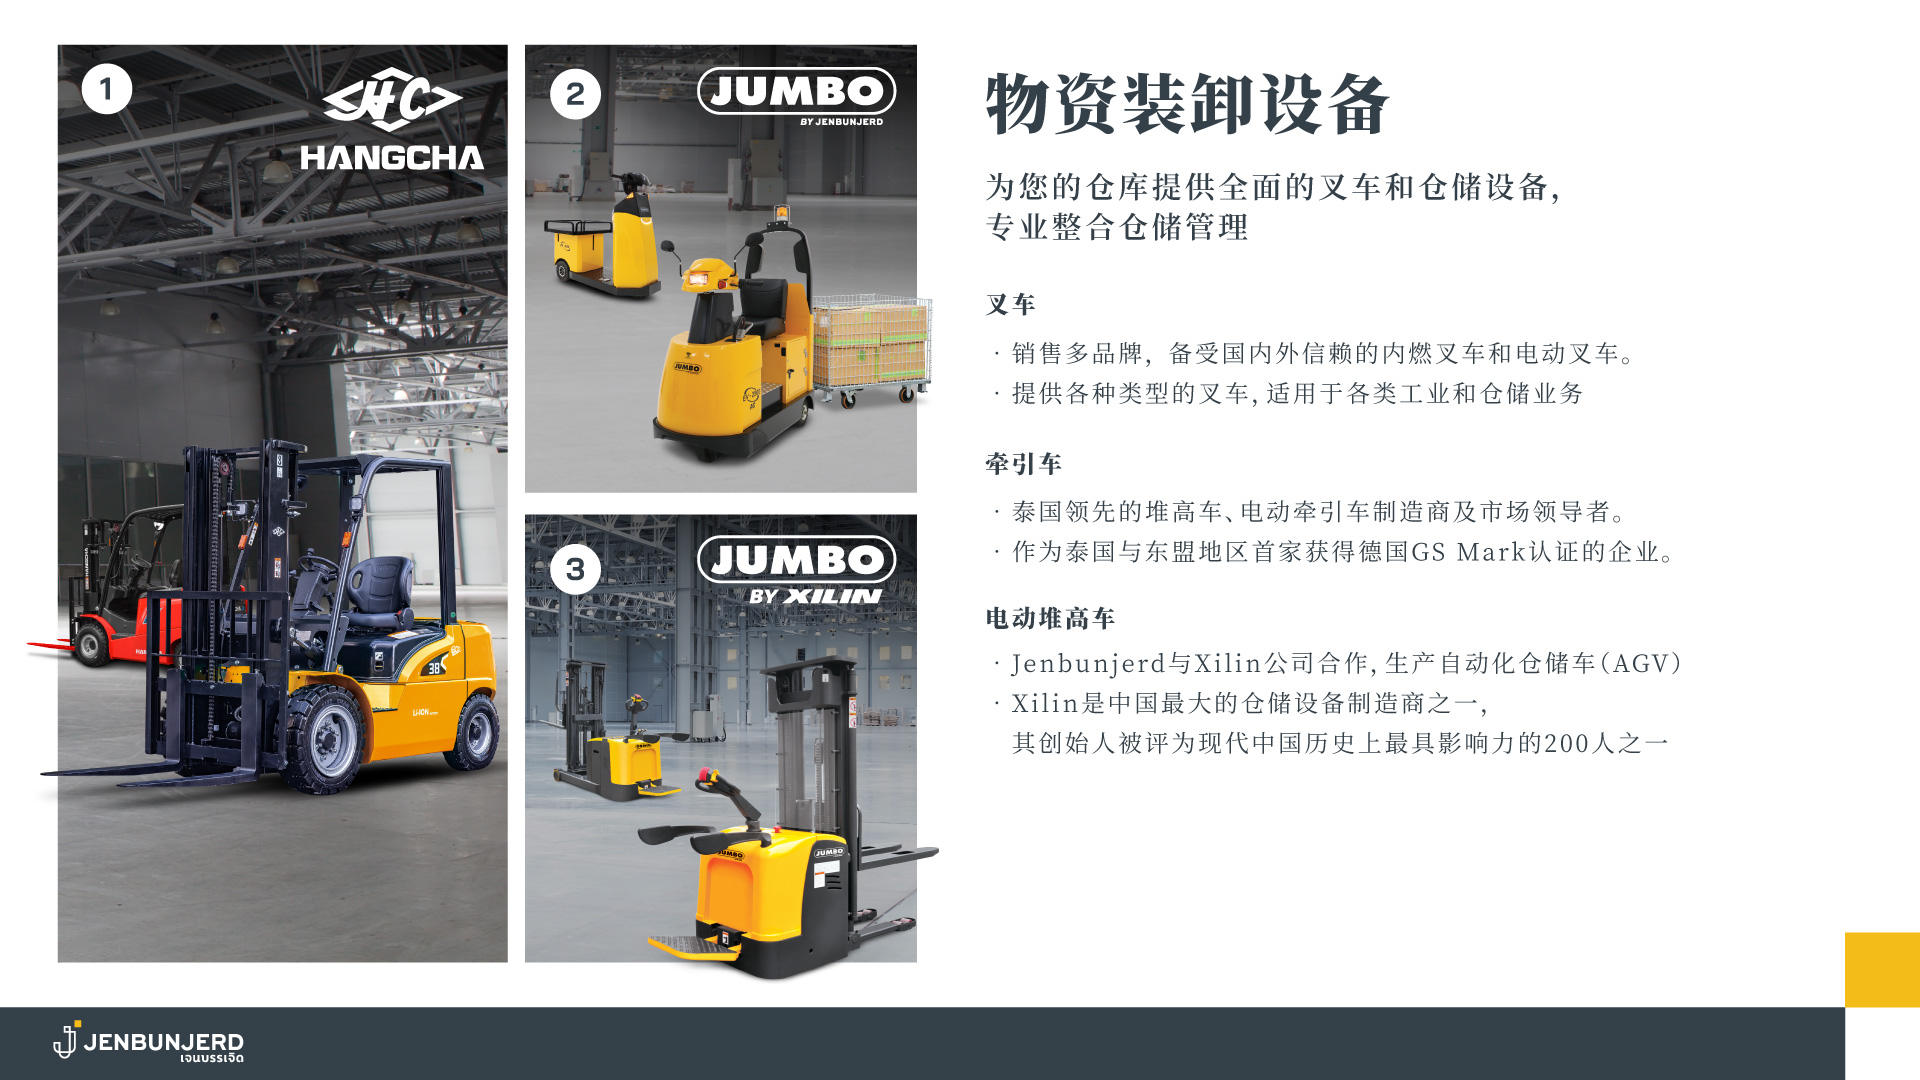 1
HC
HANGCHA
38
LI-ION
2
JUMBO
BY JENBUNJERD
JUMBO
3
JUMBO
BY XILIN
JUMBO
JUMBO
物资装卸设备
为您的仓库提供全面的叉车和仓储设备,
专业整合仓储管理
叉车
· 销售多品牌, 备受国内外信赖的内燃叉车和电动叉车。
· 提供各种类型的叉车, 适用于各类工业和仓储业务
牵引车
· 泰国领先的堆高车、电动牵引车制造商及市场领导者。
· 作为泰国与东盟地区首家获得德国GS Mark认证的企业。
电动堆高车
· Jenbunjerd与Xilin公司合作, 生产自动化仓储车(AGV)
· Xilin是中国最大的仓储设备制造商之一,
其创始人被评为现代中国历史上最具影响力的200人之一
JENBUNJERD
เจนบรรเจิด